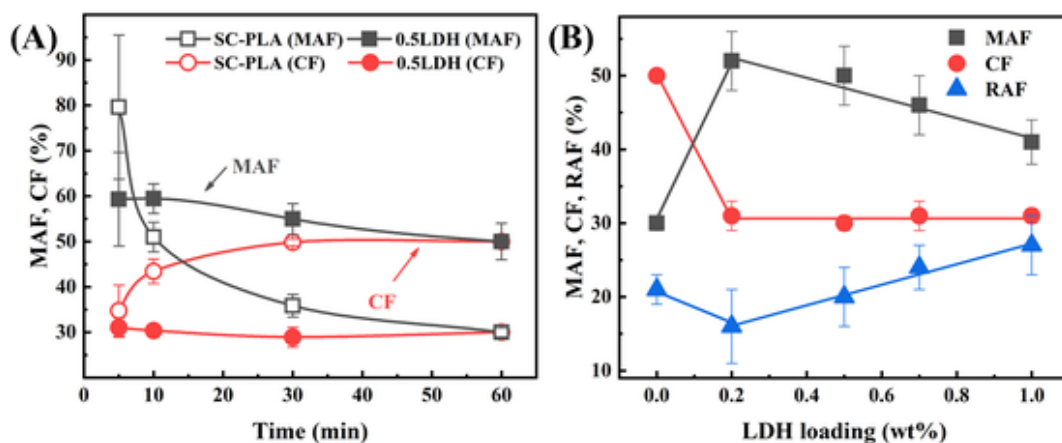 (A)
SC-PLA (MAF) 0.5LDH (MAF)
SC-PLA (CF) 0.5LDH (CF)
MAF
CF
90
80
70
60
50
40
30
MAF, CF (%)
0 10 20 30 40 50 60
Time (min)
(B)
MAF
CF
RAF
50
40
30
20
10
MAF, CF, RAF (%)
0.0 0.2 0.4 0.6 0.8 1.0
LDH loading (wt%)